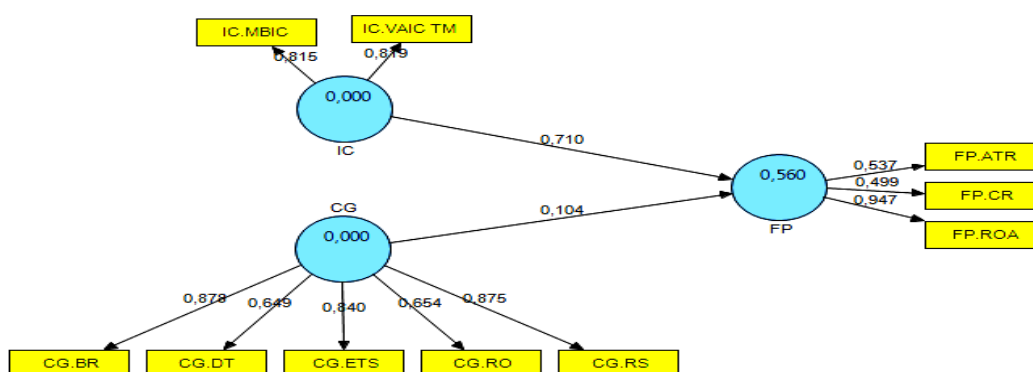 IC.MBIC
IC.VAIC TM
0,815
0,819
0,000
IC
0,710
FP.ATR
0,537
0,560
0,499
FP.CR
0,947
FP
FP.ROA
CG
0,104
0,000
0,878
0,649
0,840
0,654
0,875
CG.BR
CG.DT
CG.ETS
CG.RO
CG.RS